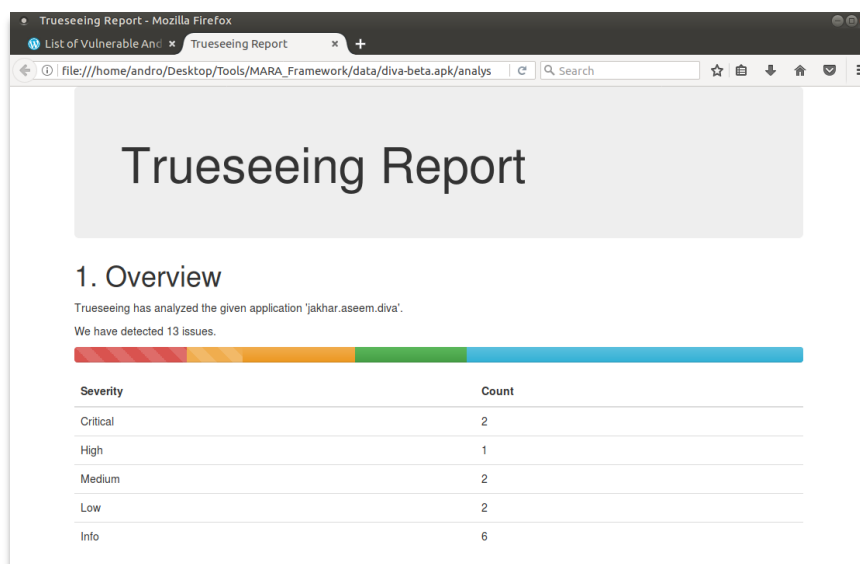 Trueseeing Report - Mozilla Firefox
List of Vulnerable And
Trueseeing Report
file:///home/andro/Desktop/Tools/MARA_Framework/data/diva-beta.apk/analys
Search
Trueseeing Report
1. Overview
Trueseeing has analyzed the given application 'jakhar.aseem.diva'.
We have detected 13 issues.
Severity Count
Critical 2
High 1
Medium 2
Low 2
Info 6